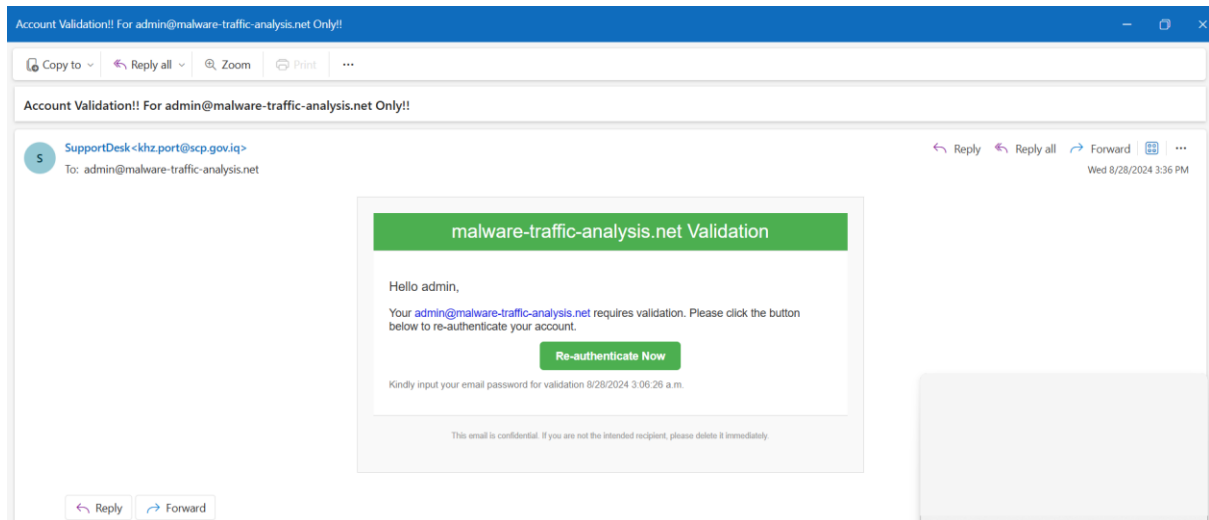 Account Validation!! For admin@malware-traffic-analysis.net Only!!
Copy to Reply all Zoom Print ...
Account Validation!! For admin@malware-traffic-analysis.net Only!!
S
SupportDesk<khz.port@scp.gov.iq>
To: admin@malware-traffic-analysis.net
Reply Reply all Forward ...
Wed 8/28/2024 3:36 PM
malware-traffic-analysis.net Validation
Hello admin,
Your admin@malware-traffic-analysis.net requires validation. Please click the button
below to re-authenticate your account.
Re-authenticate Now
Kindly input your email password for validation 8/28/2024 3:06:26 a.m.
This email is confidential. If you are not the intended recipient, please delete it immediately.
Reply Forward